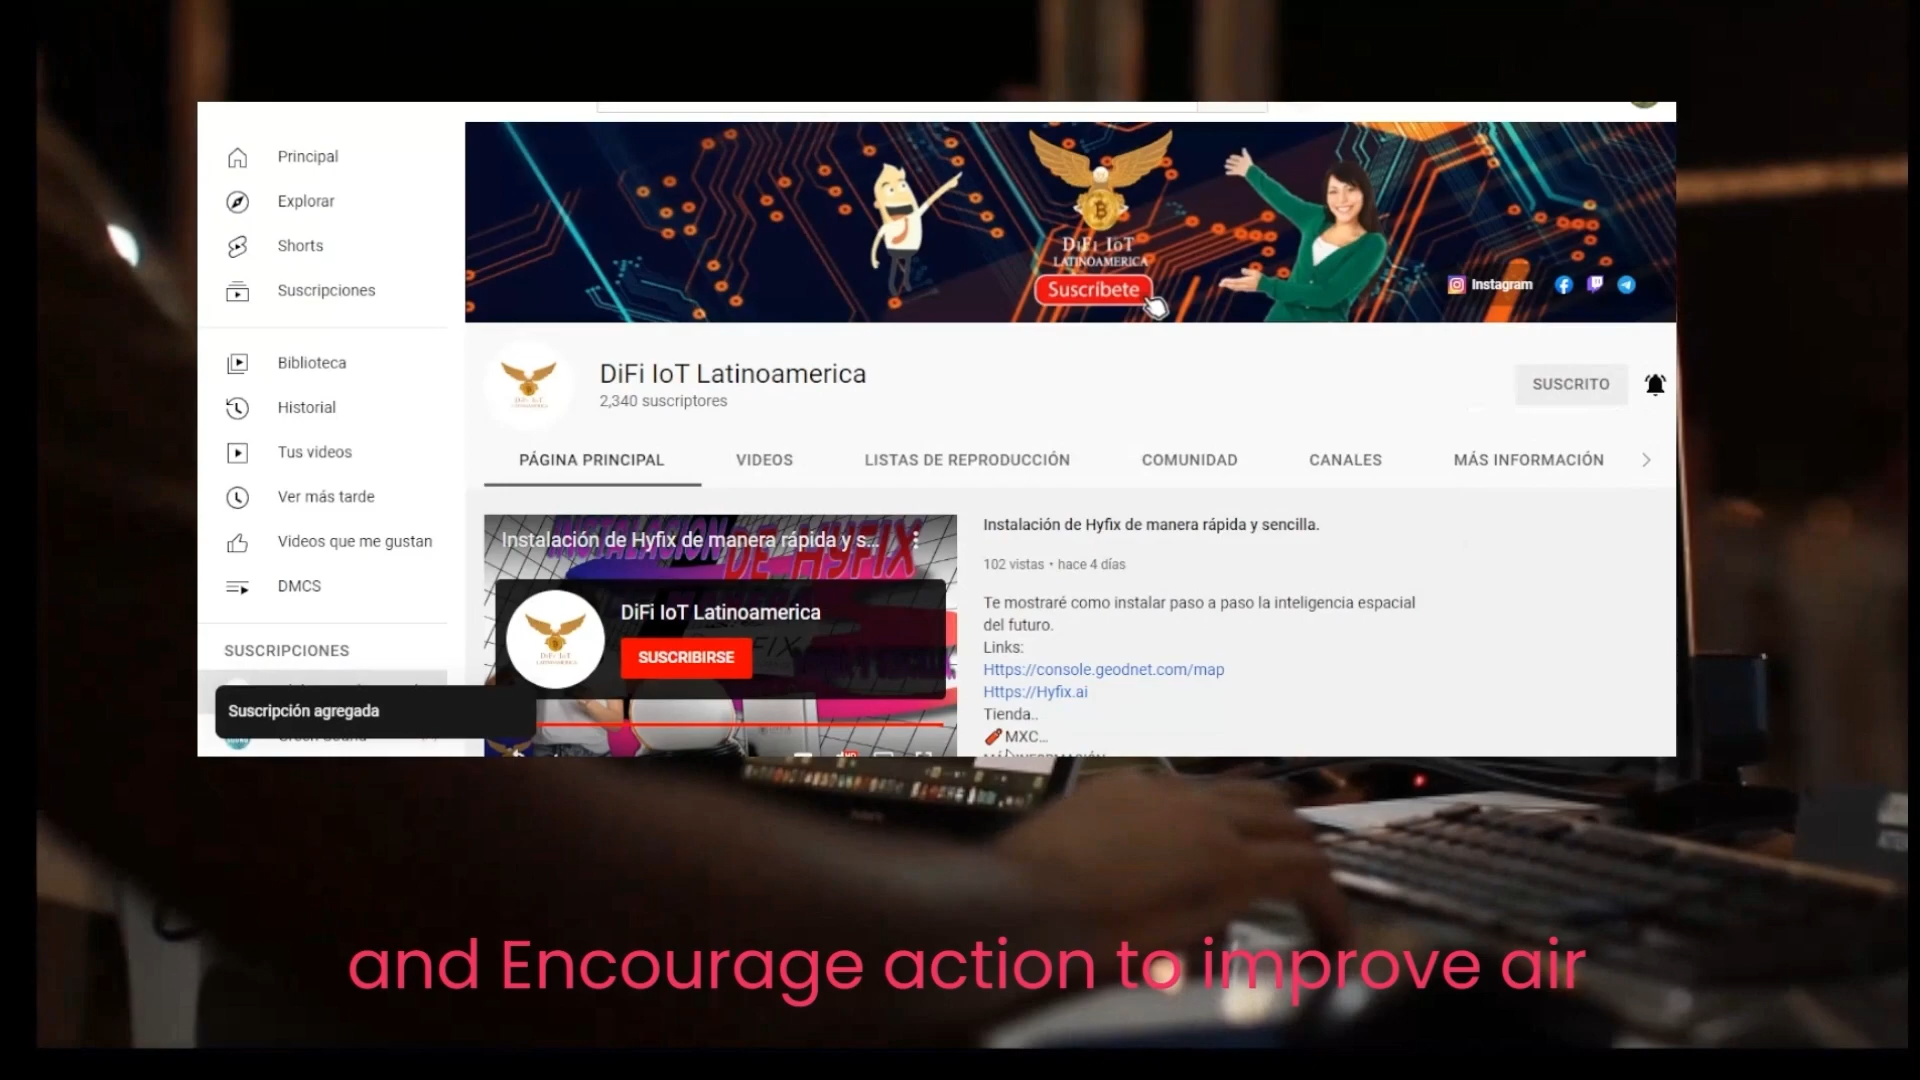 Principal
Explorar
Shorts
Suscripciones
Biblioteca
Historial
Tus videos
Ver más tarde
Videos que me gustan
DMCS
SUSCRIPCIONES
Suscripción agregada
DiFi IoT
LATINOAMERICA
Suscríbete
Instagram
DiFi IoT Latinoamerica
2,340 suscriptores
SUSCRITO
PÁGINA PRINCIPAL
VIDEOS
LISTAS DE REPRODUCCIÓN
COMUNIDAD
CANALES
MÁS INFORMACIÓN
Instalación de Hyfix de manera rápida y s...
INSTALACION DE HYFIX
DiFi IoT Latinoamerica
SUSCRIBIRSE
Instalación de Hyfix de manera rápida y sencilla.
102 vistas • hace 4 días
Te mostraré como instalar paso a paso la inteligencia espacial
del futuro.
Links:
Https://console.geodnet.com/map
Https://Hyfix.ai
Tienda..
MXC...
and Encourage action to improve air